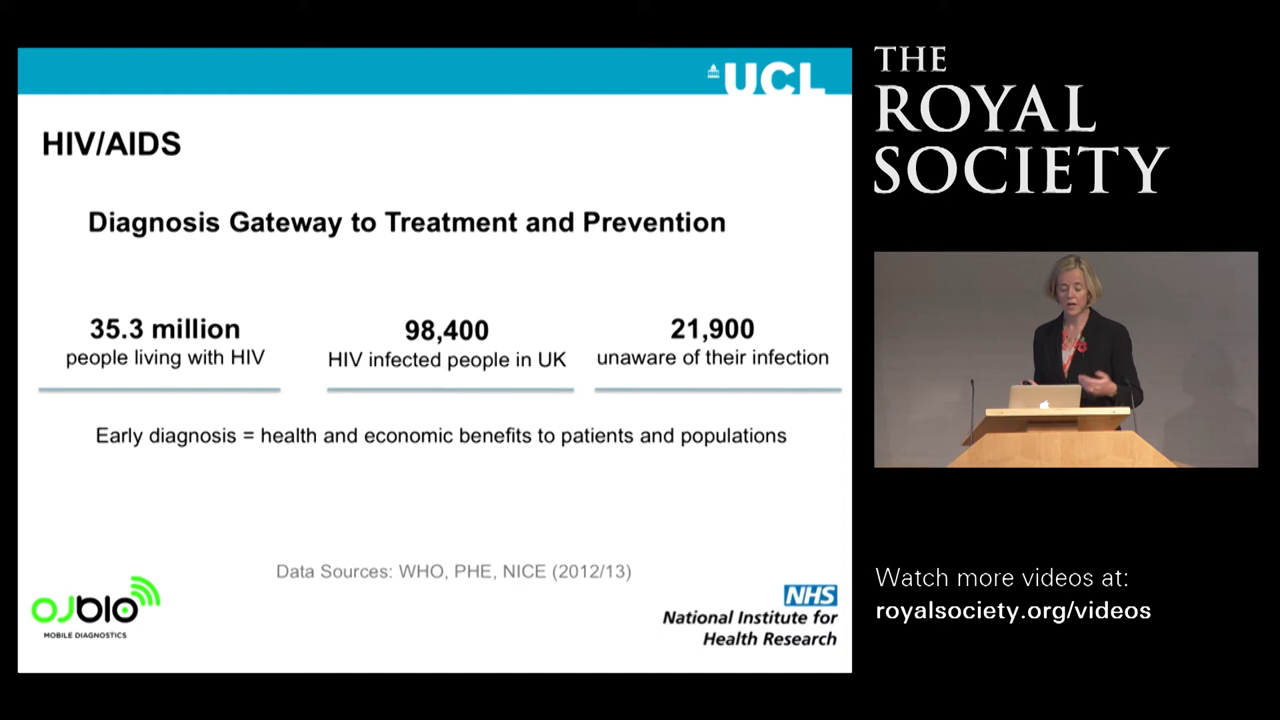 UCL
HIV/AIDS
Diagnosis Gateway to Treatment and Prevention
35.3 million
people living with HIV
98,400
HIV infected people in UK
21,900
unaware of their infection
Early diagnosis = health and economic benefits to patients and populations
Data Sources: WHO, PHE, NICE (2012/13)
OJbio
MOBILE DIAGNOSTICS
NHS
National Institute for
Health Research
THE
ROYAL
SOCIETY
Watch more videos at:
royalsociety.org/videos